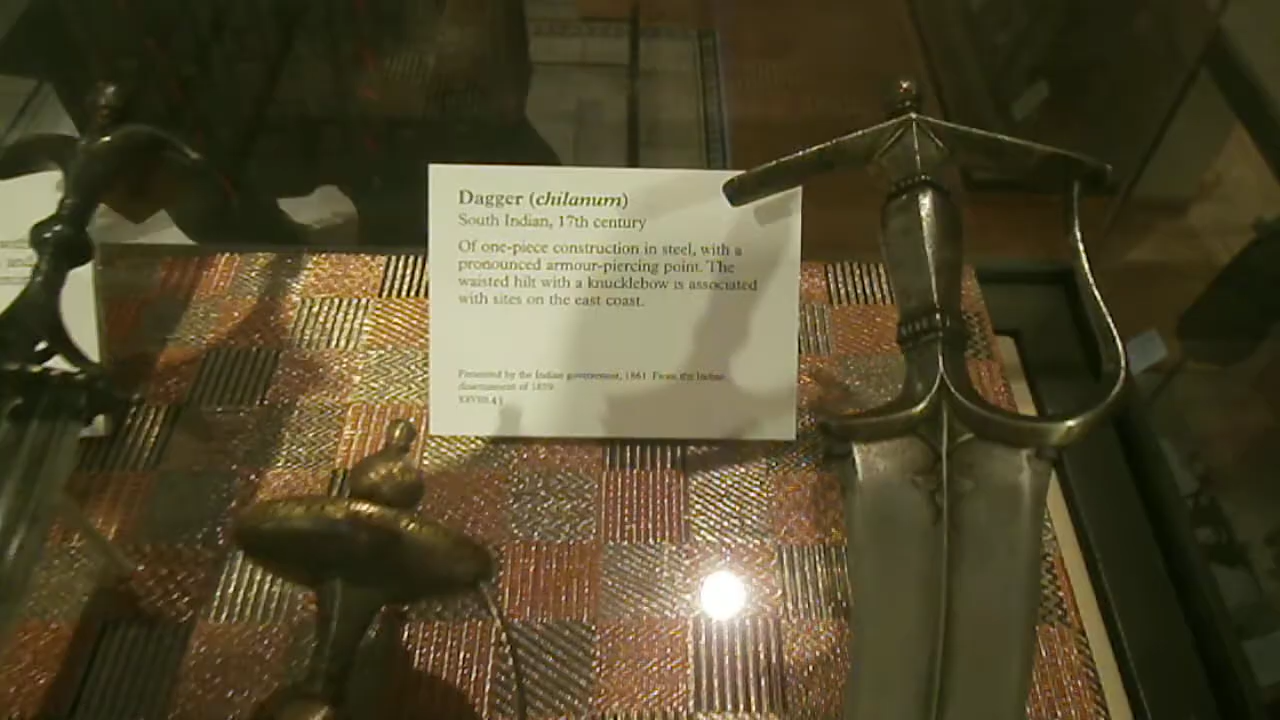 Dagger (chilanum)
South Indian, 17th century
Of one-piece construction in steel, with a
pronounced armour-piercing point. The
waisted hilt with a knucklebow is associated
with sites on the east coast.
Presented by the Indian government, 1861. From the Indian
disarmament of 1859.